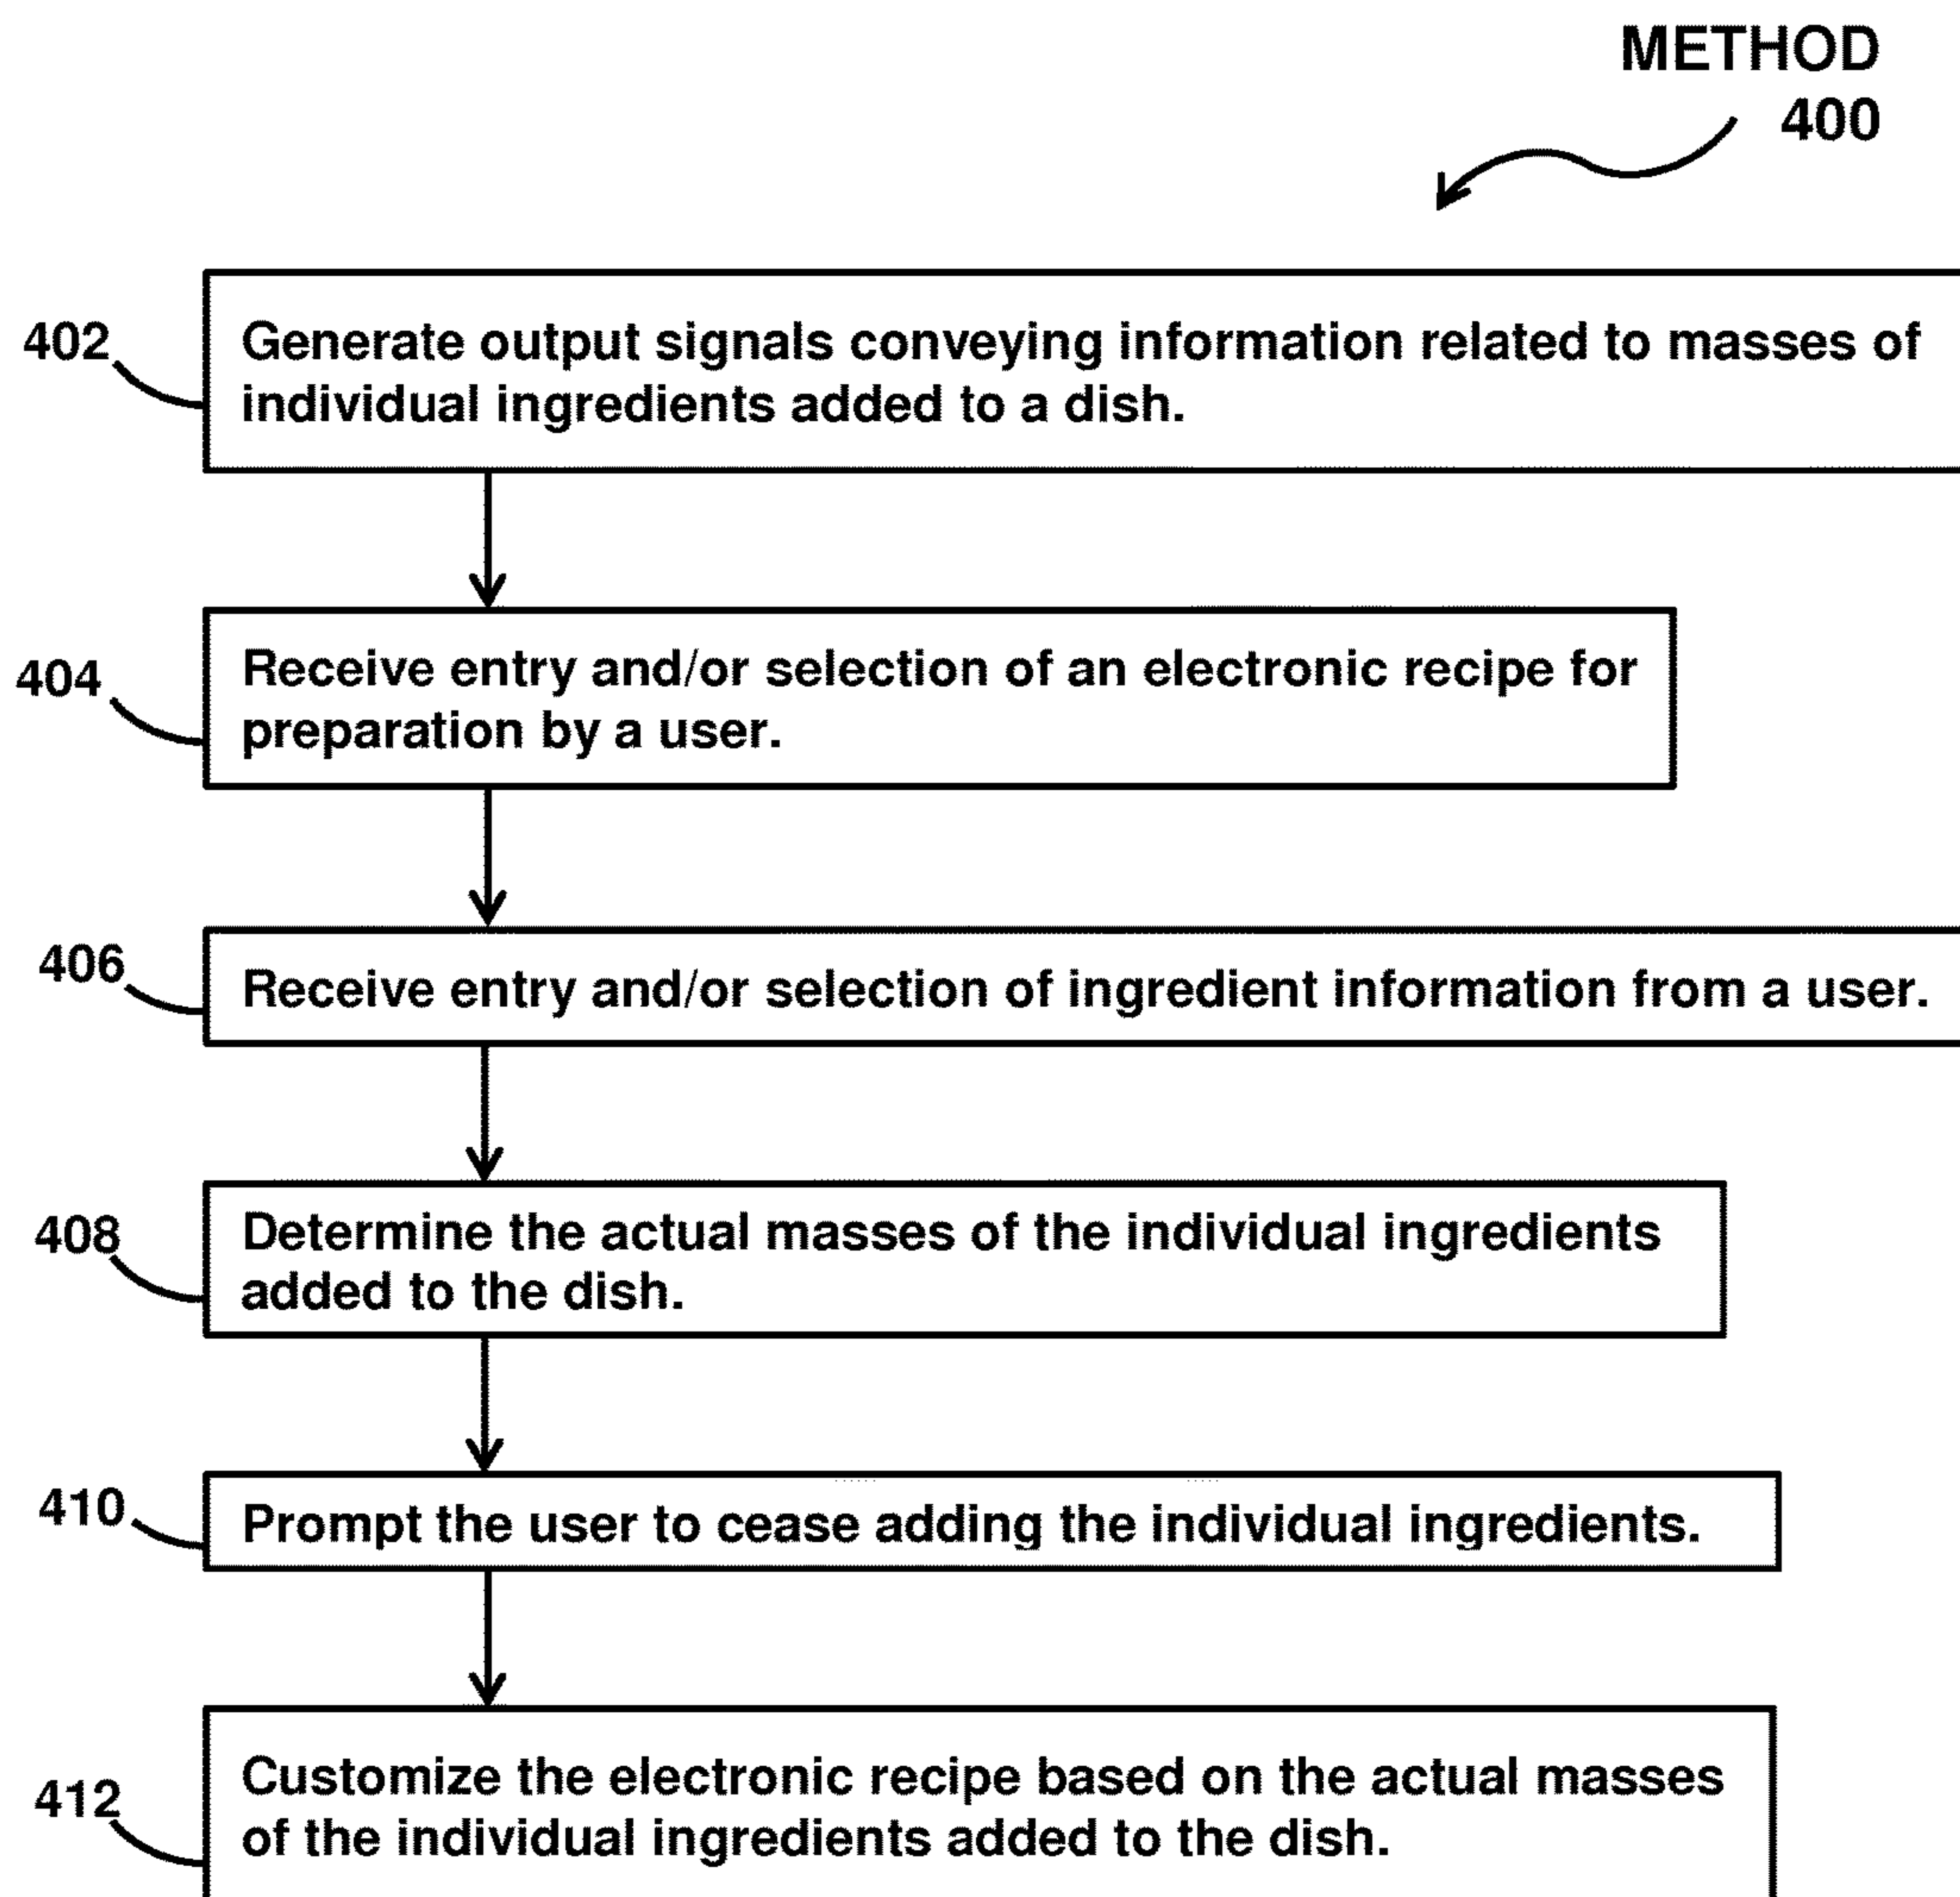 METHOD
400
402
Generate output signals conveying information related to masses of
individual ingredients added to a dish.
404
Receive entry and/or selection of an electronic recipe for
preparation by a user.
406
Receive entry and/or selection of ingredient information from a user.
408
Determine the actual masses of the individual ingredients
added to the dish.
410
Prompt the user to cease adding the individual ingredients.
412
Customize the electronic recipe based on the actual masses
of the individual ingredients added to the dish.